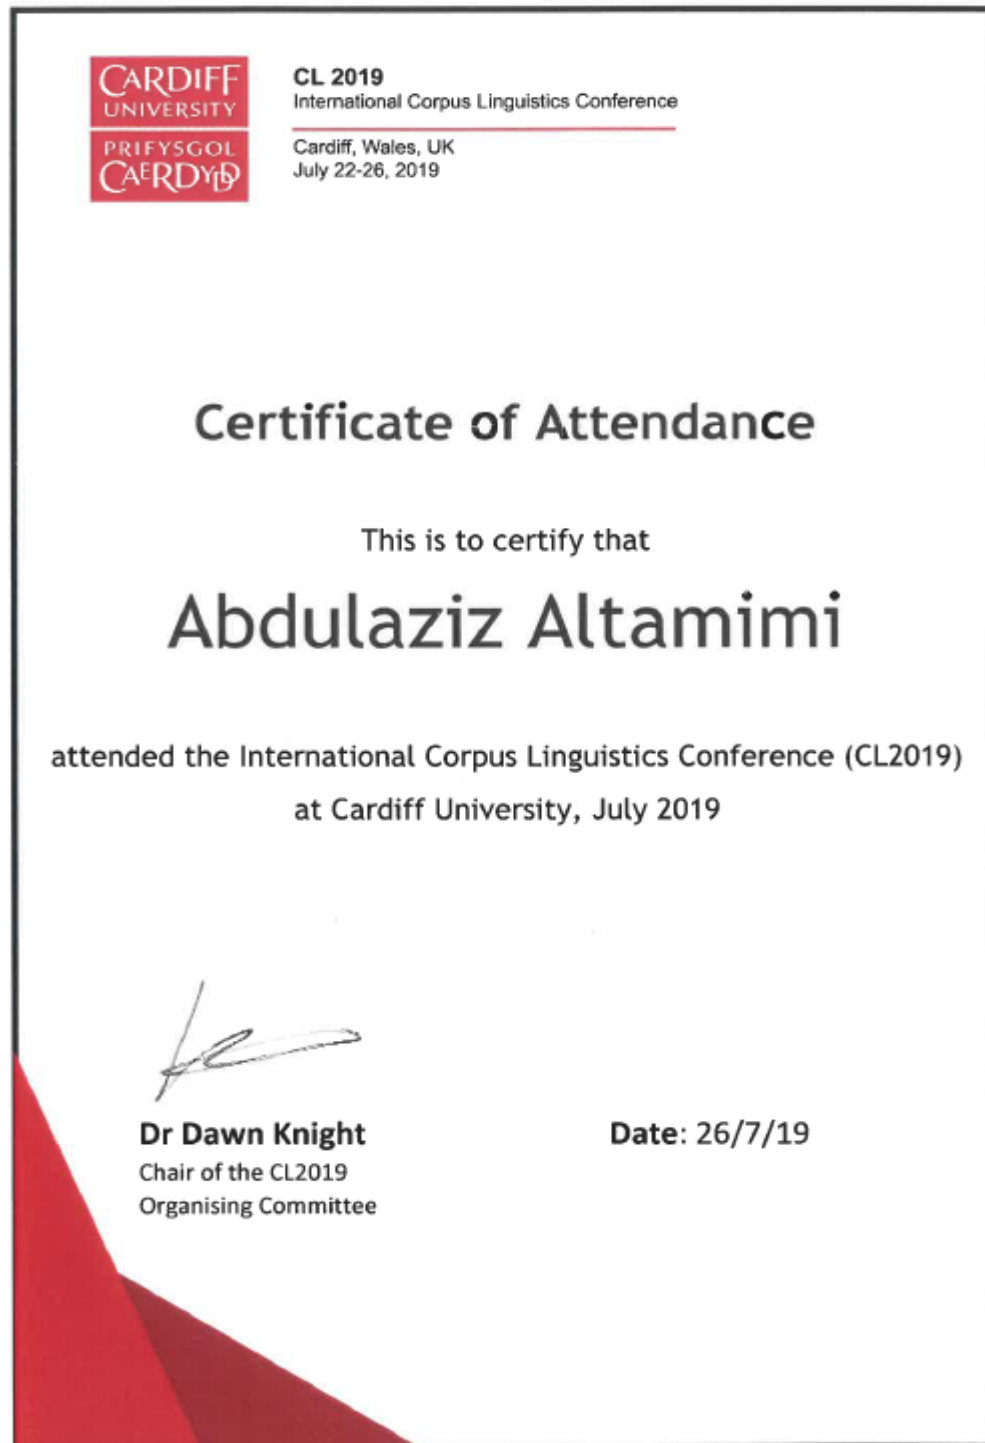 CARDIFF
UNIVERSITY
PRIFYSGOL
CAERDYDD
CL 2019
International Corpus Linguistics Conference
Cardiff, Wales, UK
July 22-26, 2019
Certificate of Attendance
This is to certify that
Abdulaziz Altamimi
attended the International Corpus Linguistics Conference (CL2019)
at Cardiff University, July 2019
Dr Dawn Knight
Chair of the CL2019
Organising Committee
Date: 26/7/19